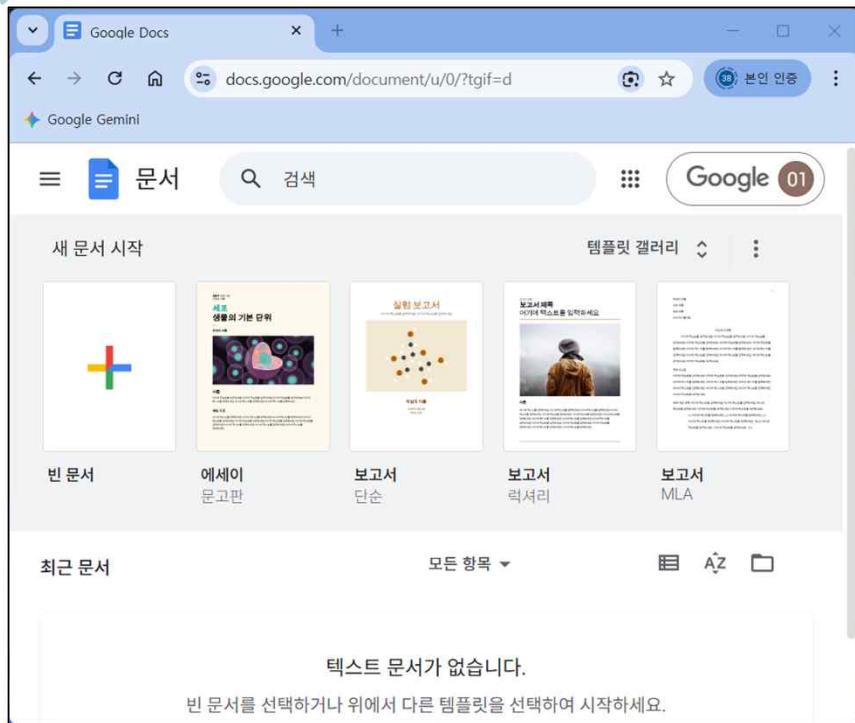 Google Docs
docs.google.com/document/u/0/?tgif=d
38 본인 인증
Google Gemini
문서
검색
Google 01
새 문서 시작
템플릿 갤러리
세포
생물의 기본 단위
실험 보고서
보고서 제목
여기에 텍스트를 입력하세요
빈 문서
에세이
문고판
보고서
단순
보고서
럭셔리
보고서
MLA
최근 문서
모든 항목
AZ
텍스트 문서가 없습니다.
빈 문서를 선택하거나 위에서 다른 템플릿을 선택하여 시작하세요.